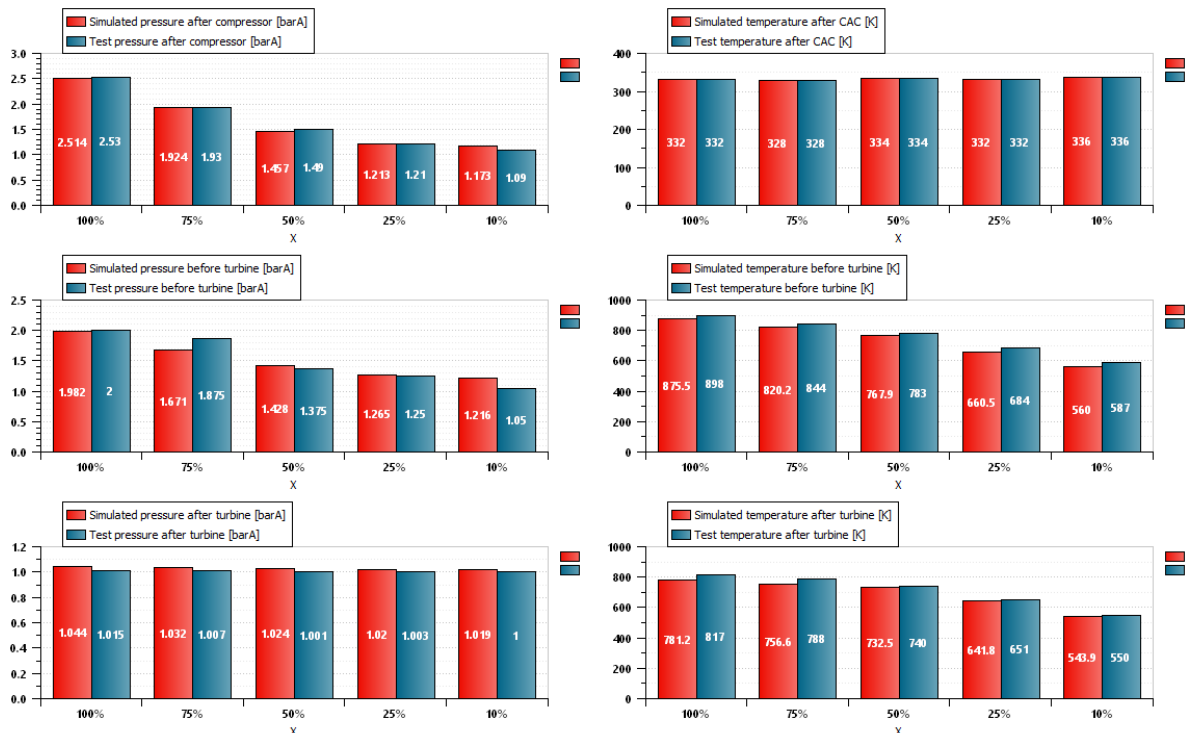 Simulated pressure after compressor [barA]
Test pressure after compressor [barA]
3.0
2.5
2.0
1.5
1.0
0.5
0.0
2.514 2.53 1.924 1.93 1.457 1.49 1.213 1.21 1.173 1.09
100% 75% 50% 25% 10%
X
Simulated temperature after CAC [K]
Test temperature after CAC [K]
400
300
200
100
0
332 332 328 328 334 334 332 332 336 336
100% 75% 50% 25% 10%
X
Simulated pressure before turbine [barA]
Test pressure before turbine [barA]
2.5
2.0
1.5
1.0
0.5
0.0
1.982 2 1.671 1.875 1.428 1.375 1.265 1.25 1.216 1.05
100% 75% 50% 25% 10%
X
Simulated temperature before turbine [K]
Test temperature before turbine [K]
1000
800
600
400
200
0
875.5 898 820.2 844 767.9 783 660.5 684 560 587
100% 75% 50% 25% 10%
X
Simulated pressure after turbine [barA]
Test pressure after turbine [barA]
1.2
1.0
0.8
0.6
0.4
0.2
0.0
1.044 1.015 1.032 1.007 1.024 1.001 1.02 1.003 1.019 1
100% 75% 50% 25% 10%
X
Simulated temperature after turbine [K]
Test temperature after turbine [K]
1000
800
600
400
200
0
781.2 817 756.6 788 732.5 740 641.8 651 543.9 550
100% 75% 50% 25% 10%
X